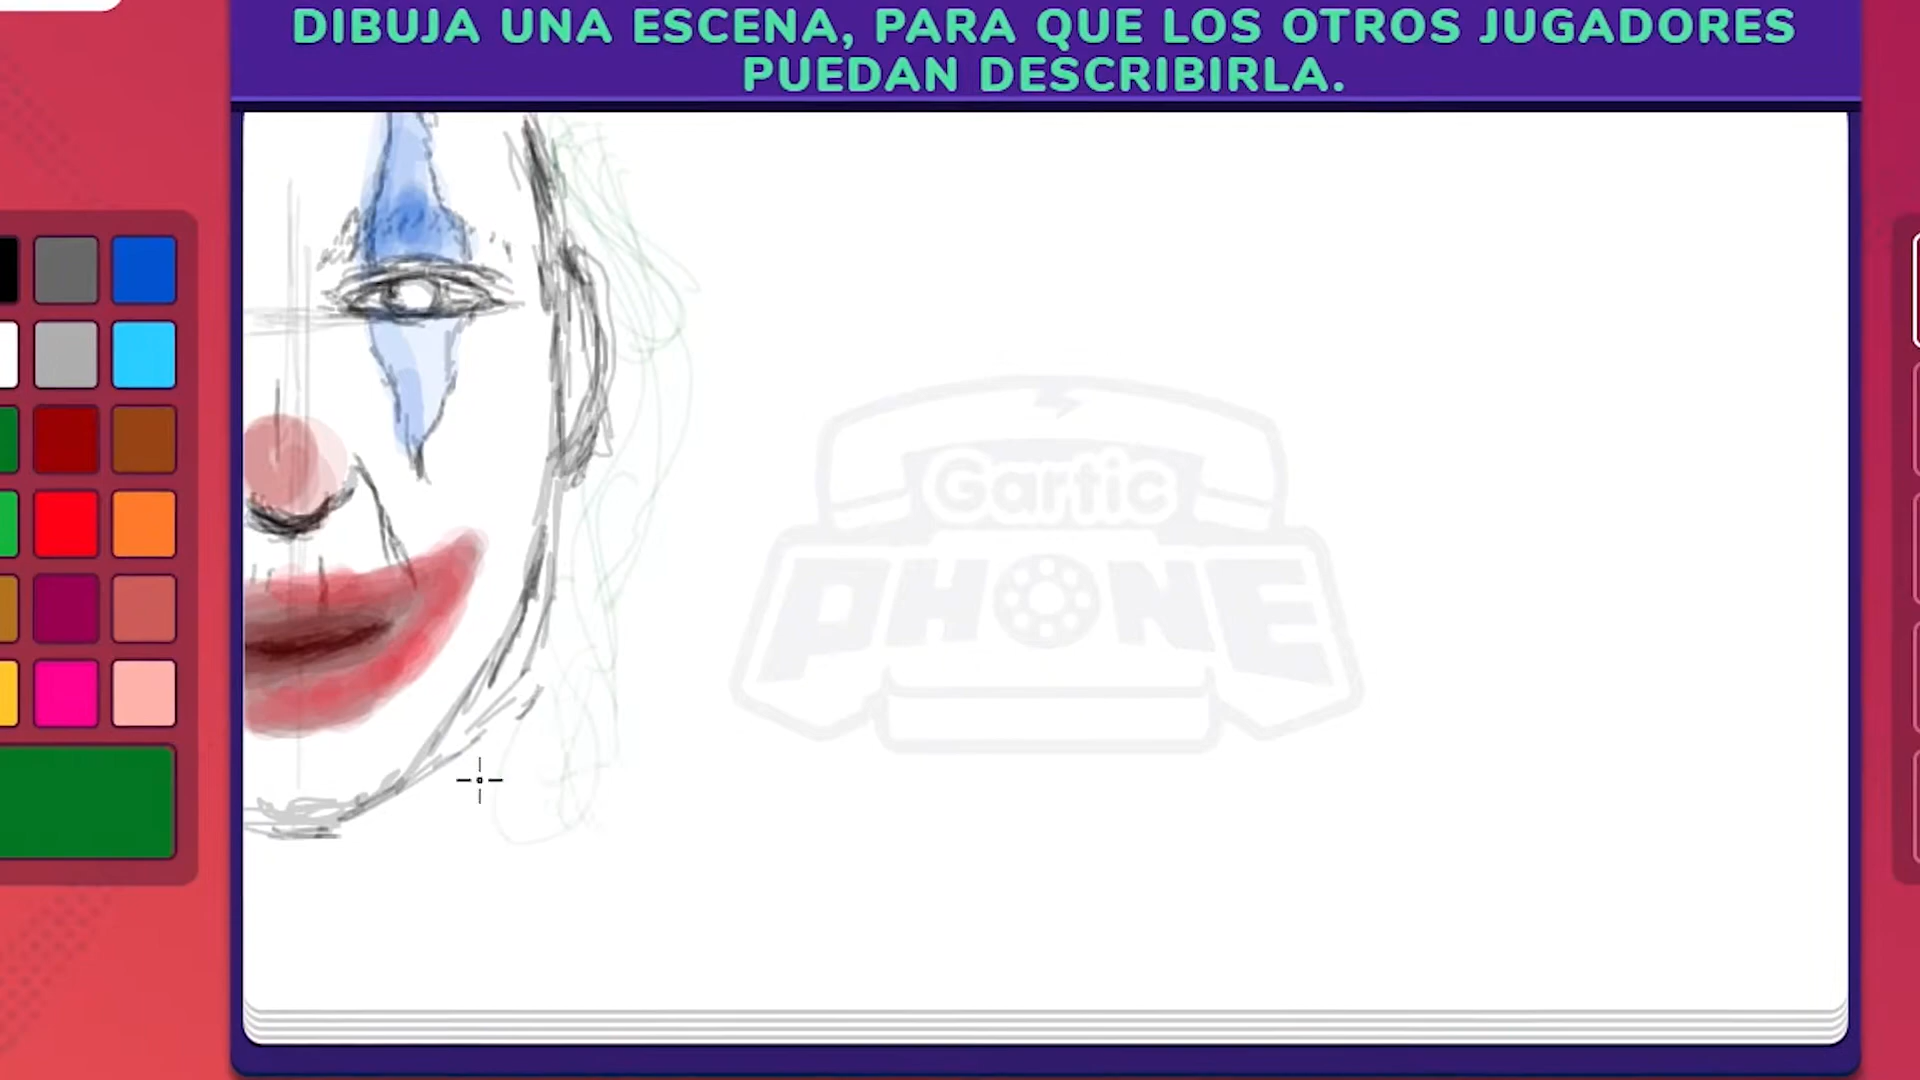 DIBUJA UNA ESCENA, PARA QUE LOS OTROS JUGADORES
PUEDAN DESCRIBIRLA.
Gartic
PHONE